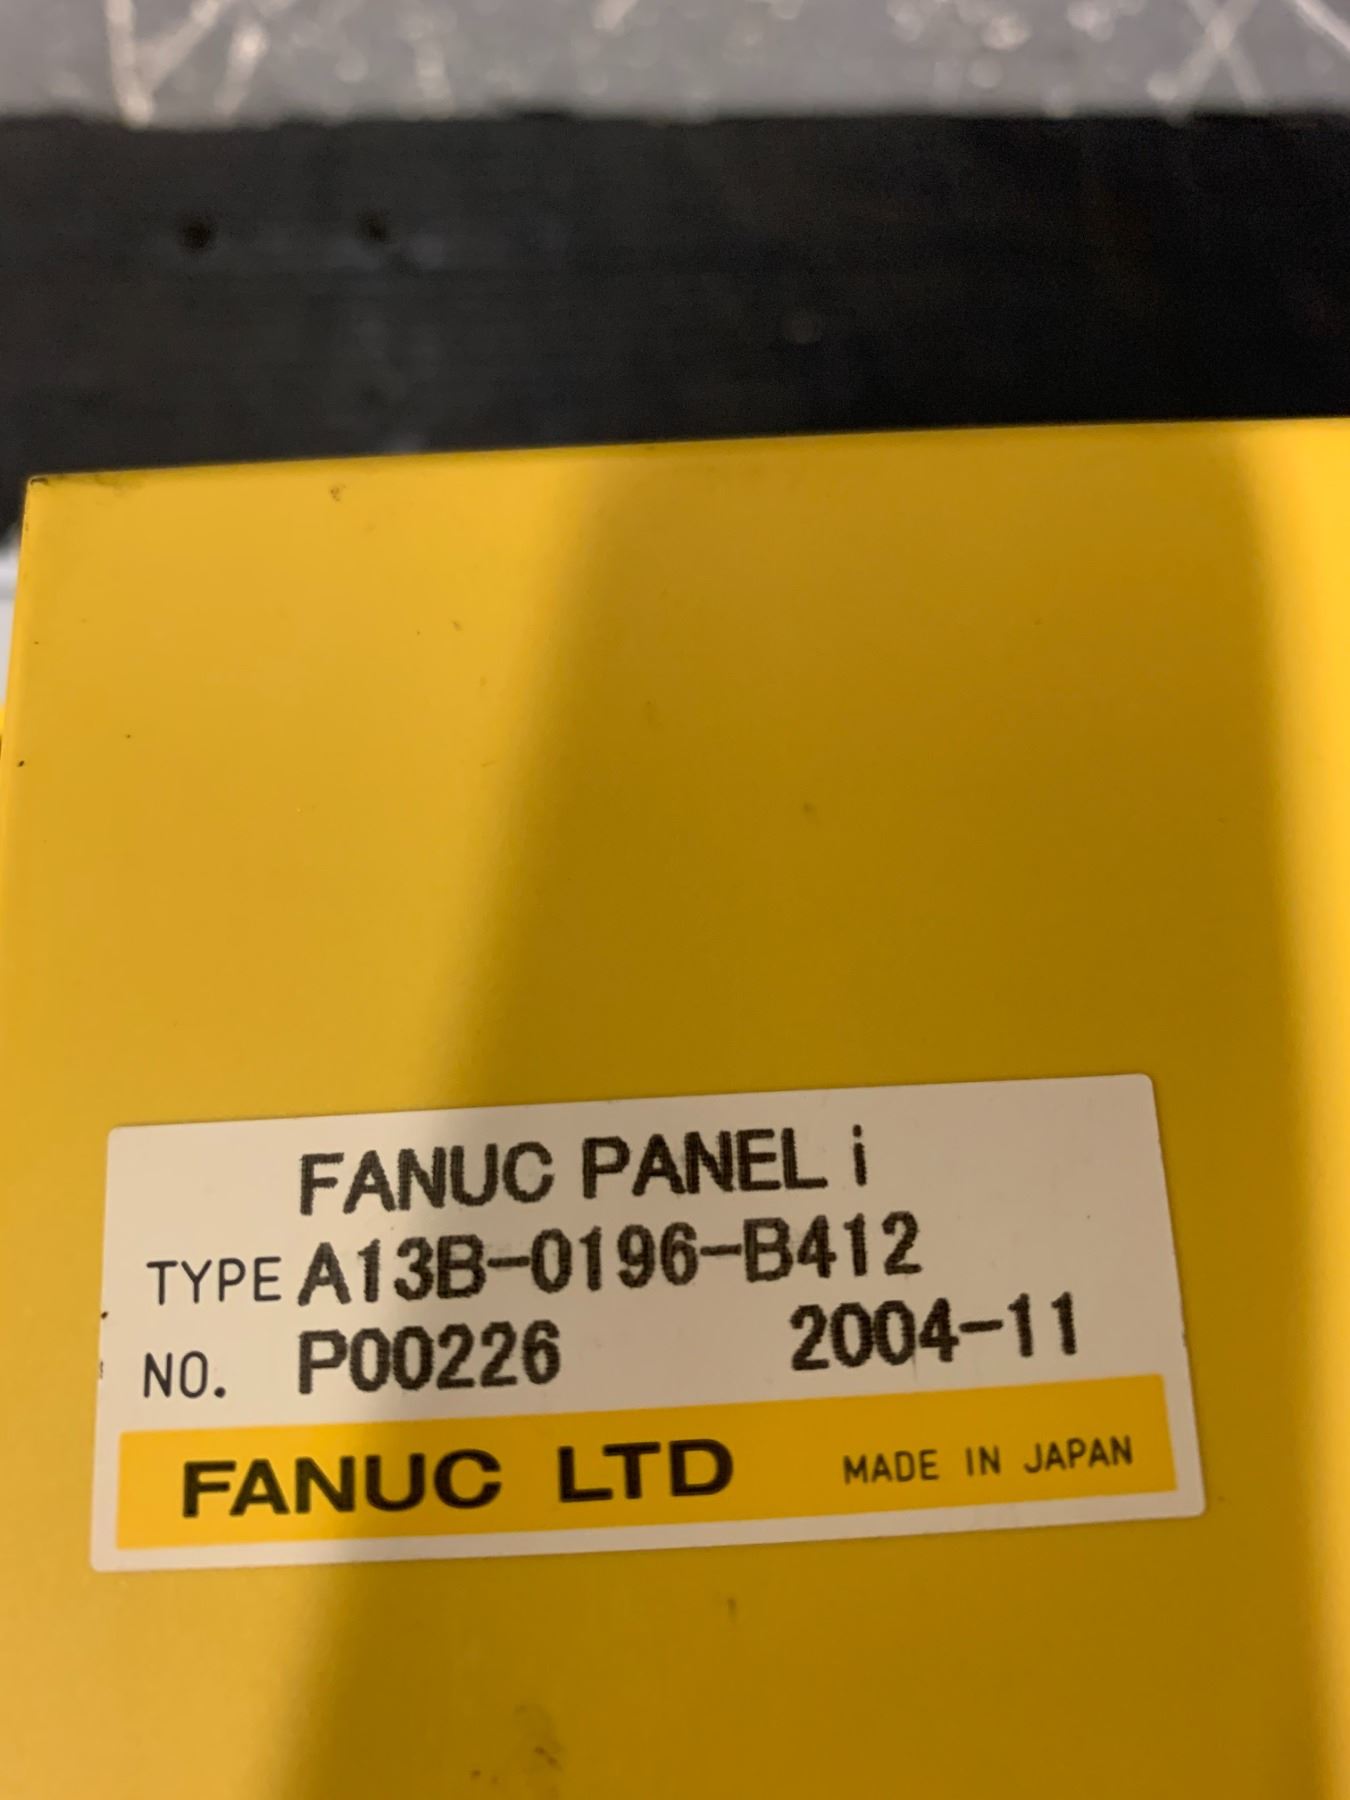 FANUC PANEL i
TYPE A13B-0196-B412
NO. P00226 2004-11
FANUC LTD MADE IN JAPAN